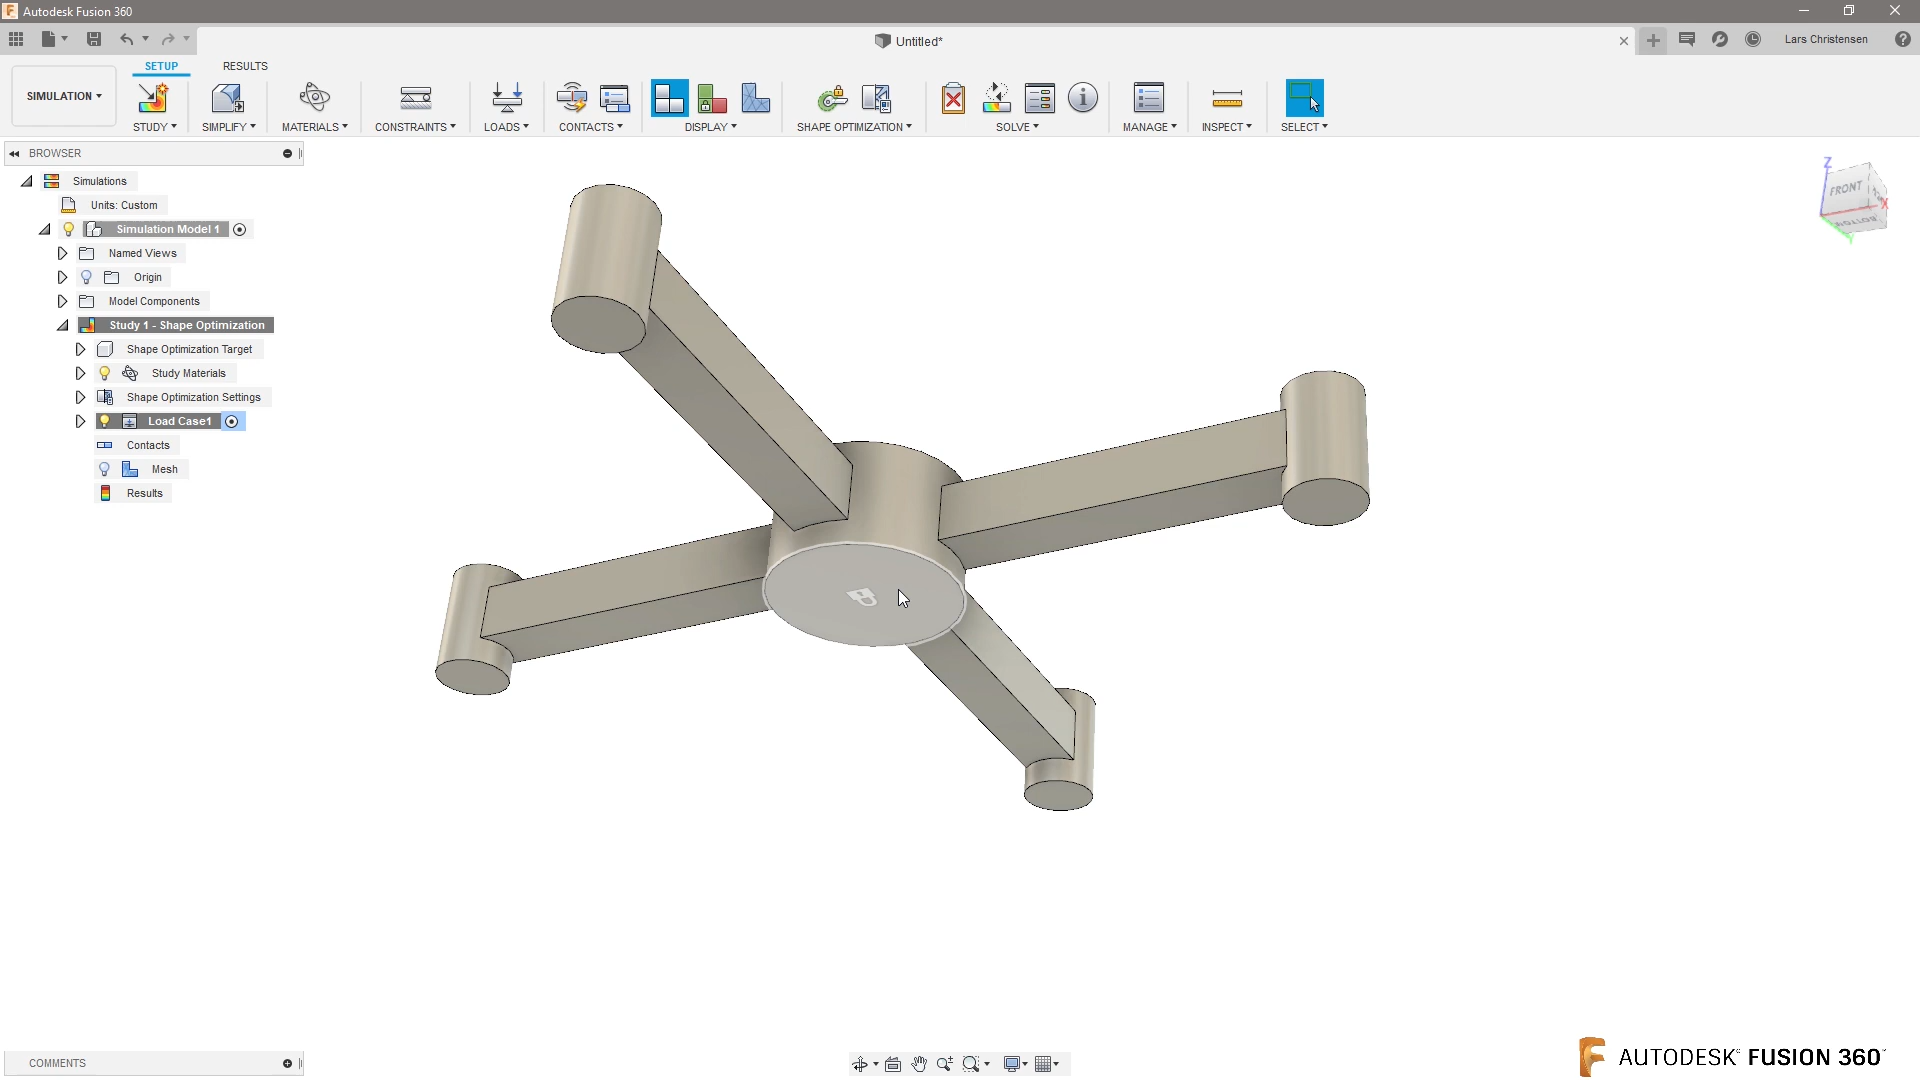 Autodesk Fusion 360
Untitled*
Lars Christensen
SETUP
RESULTS
SIMULATION
STUDY
SIMPLIFY
MATERIALS
CONSTRAINTS
LOADS
CONTACTS
DISPLAY
SHAPE OPTIMIZATION
SOLVE
MANAGE
INSPECT
SELECT
BROWSER
Simulations
Units: Custom
Simulation Model 1
Named Views
Origin
Model Components
Study 1 - Shape Optimization
Shape Optimization Target
Study Materials
Shape Optimization Settings
Load Case1
Contacts
Mesh
Results
Z
FRONT
X
BOTTOM
Y
COMMENTS
AUTODESK FUSION 360